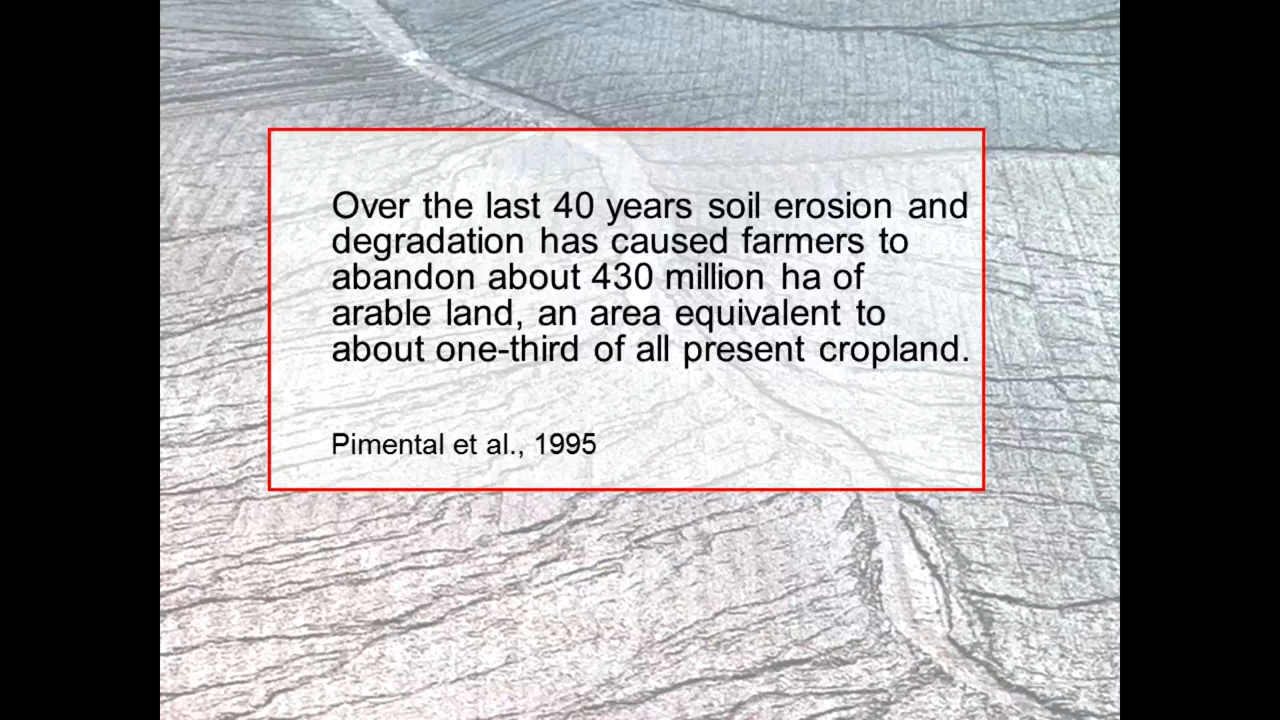 Over the last 40 years soil erosion and
degradation has caused farmers to
abandon about 430 million ha of
arable land, an area equivalent to
about one-third of all present cropland.
Pimental et al., 1995